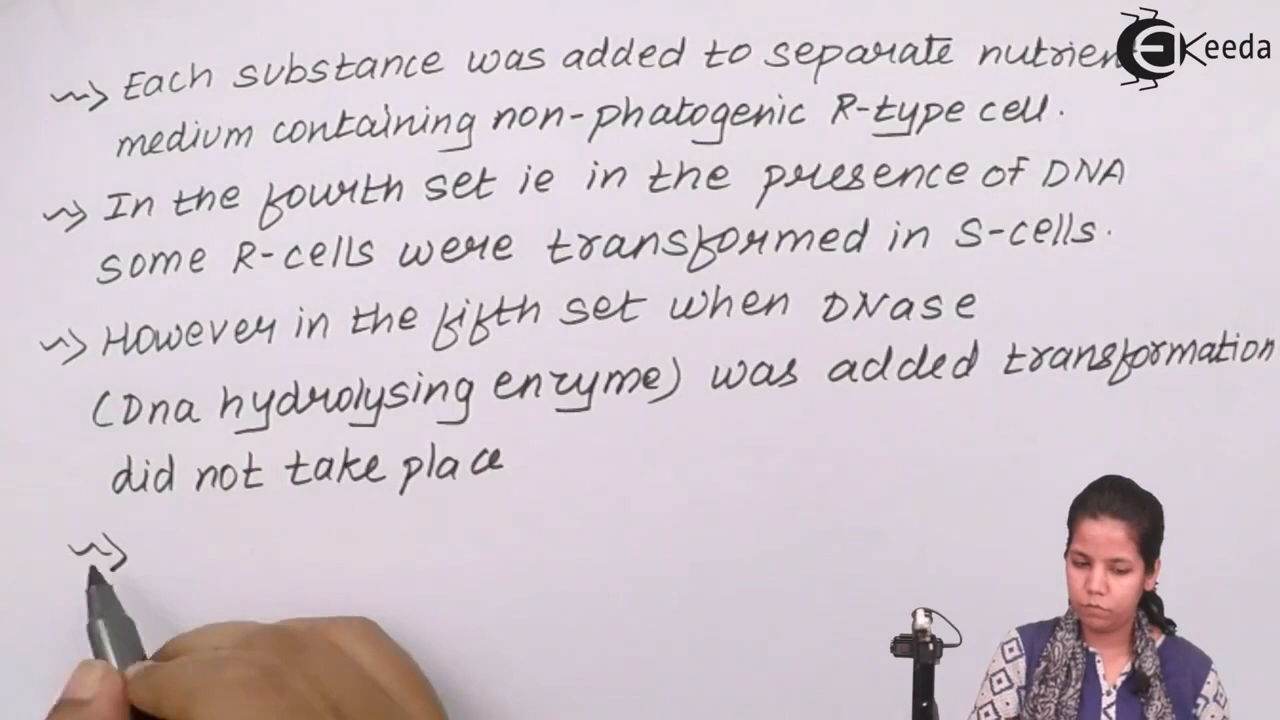 Each substance was added to separate nutrien
medium containing non-phatogenic R-type cell.
In the fourth set ie in the presence of DNA
some R-cells were transformed in S-cells.
However in the fifth set when DNase
(Dna hydrolysing enzyme) was added transformation
did not take place
Ekeeda